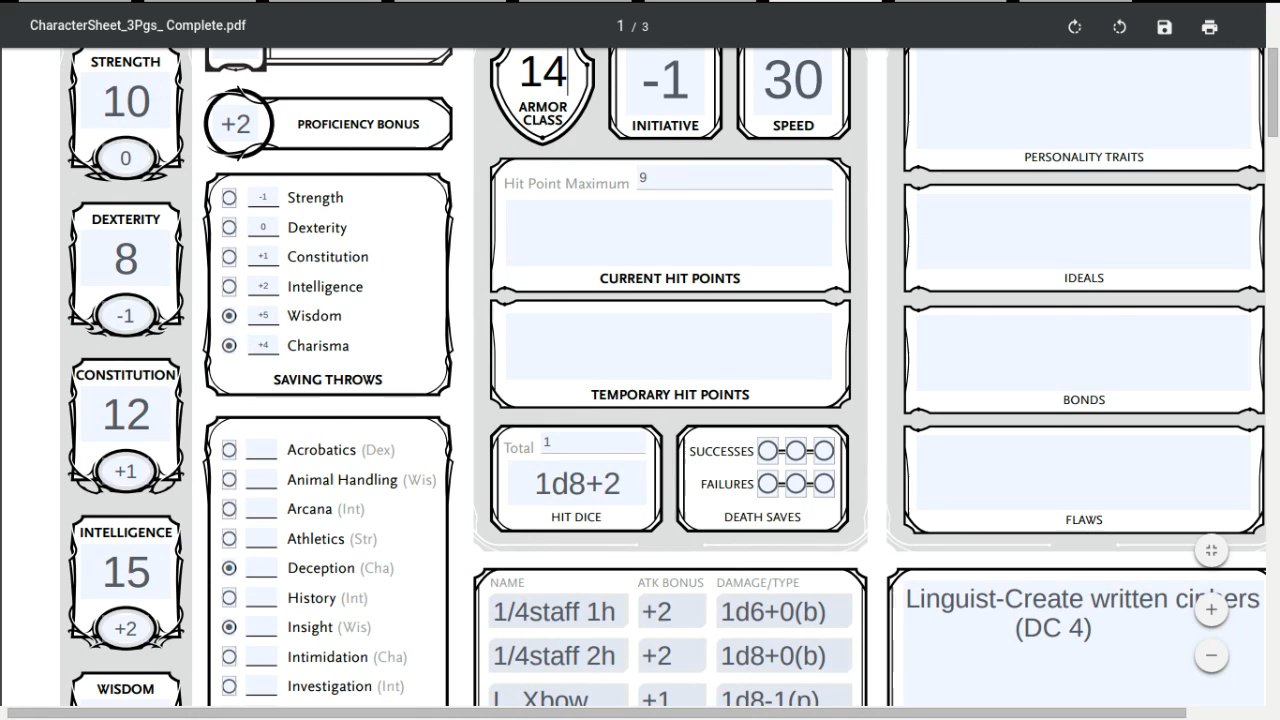 CharacterSheet_3Pgs_ Complete.pdf
1 / 3
STRENGTH
10
0
DEXTERITY
8
-1
CONSTITUTION
12
+1
INTELLIGENCE
15
+2
WISDOM
+2 PROFICIENCY BONUS
-1 Strength
0 Dexterity
+1 Constitution
+2 Intelligence
+5 Wisdom
+4 Charisma
SAVING THROWS
Acrobatics (Dex)
Animal Handling (Wis)
Arcana (Int)
Athletics (Str)
Deception (Cha)
History (Int)
Insight (Wis)
Intimidation (Cha)
Investigation (Int)
14
ARMOR
CLASS
-1
INITIATIVE
30
SPEED
Hit Point Maximum 9
CURRENT HIT POINTS
TEMPORARY HIT POINTS
Total 1
1d8+2
HIT DICE
SUCCESSES
FAILURES
DEATH SAVES
NAME ATK BONUS DAMAGE/TYPE
1/4staff 1h +2 1d6+0(b)
1/4staff 2h +2 1d8+0(b)
L. Xbow +1 1d8-1(p)
PERSONALITY TRAITS
IDEALS
BONDS
FLAWS
Linguist-Create written ciphers
(DC 4)